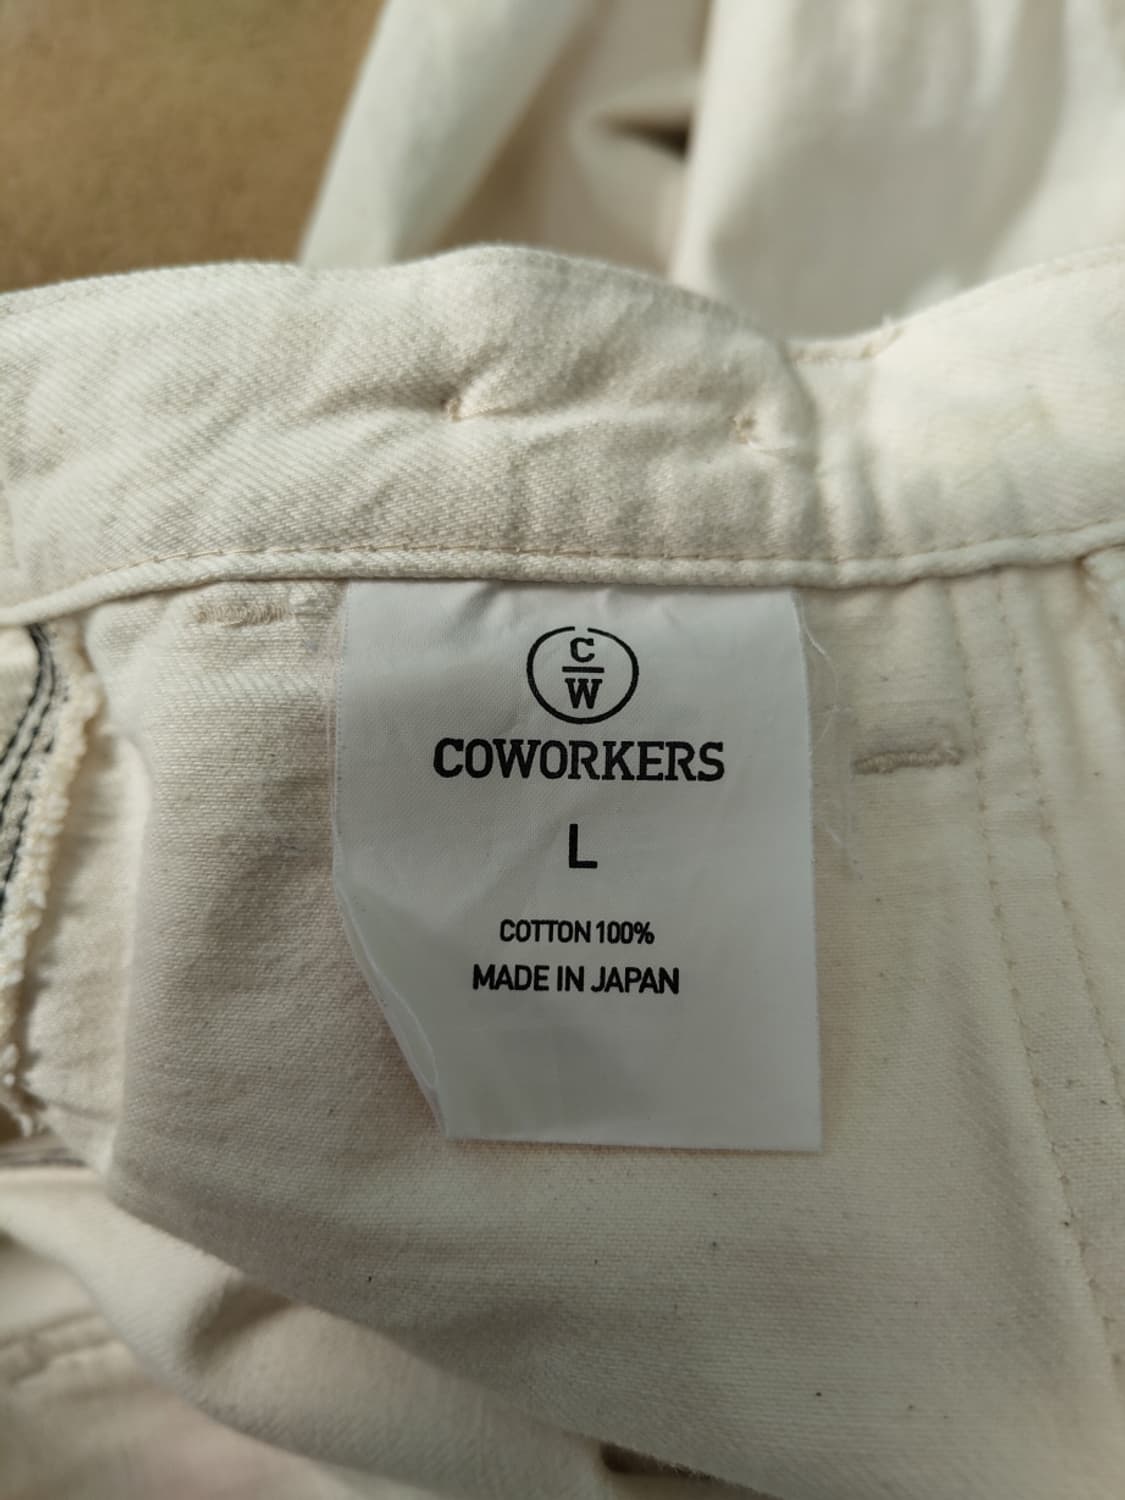 C
W
COWORKERS
L
COTTON 100%
MADE IN JAPAN